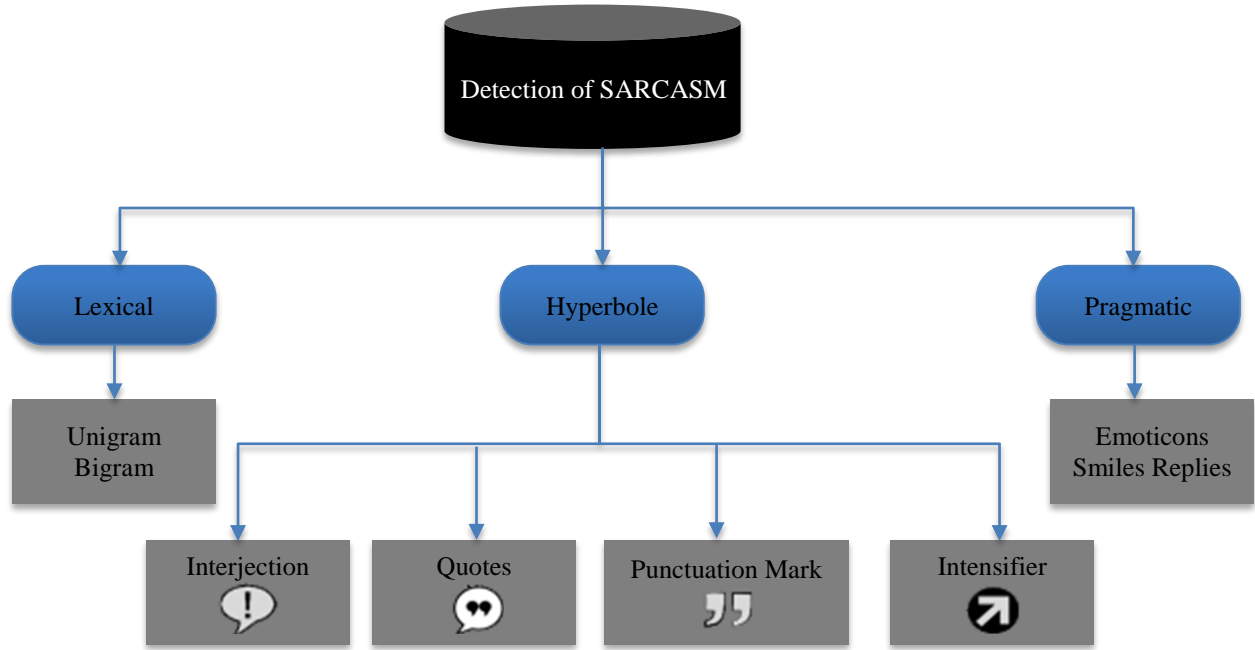 Detection of SARCASM
Lexical
Hyperbole
Pragmatic
Unigram
Bigram
Emoticons
Smiles Replies
Interjection
Quotes
Punctuation Mark
Intensifier